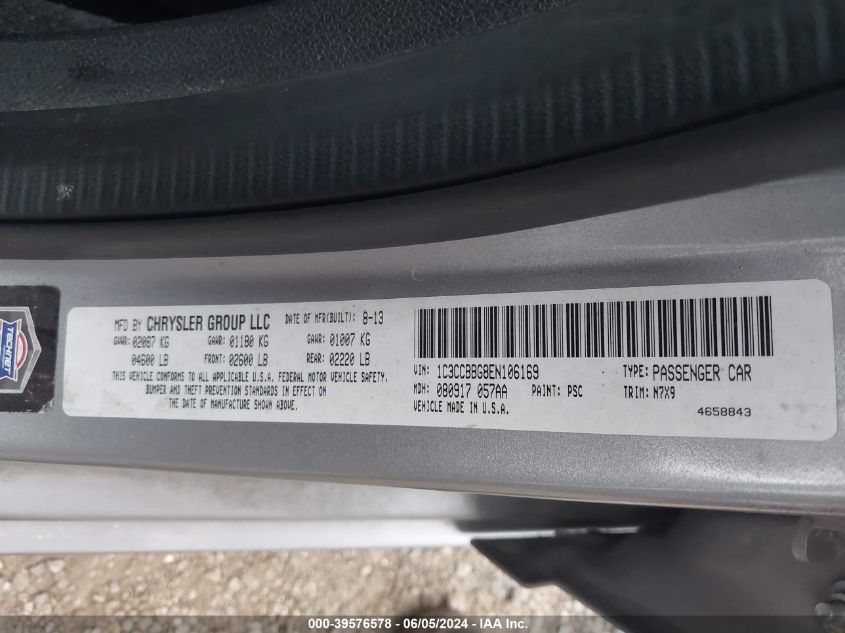 MFD BY CHRYSLER GROUP LLC DATE OF MFR(BUILT): 8-13
GVWR: 02087 KG GAWR: 01180 KG GAWR: 01007 KG
04600 LB FRONT: 02600 LB REAR: 02220 LB
THIS VEHICLE CONFORMS TO ALL APPLICABLE U.S.A. FEDERAL MOTOR VEHICLE SAFETY,
BUMPER AND THEFT PREVENTION STANDARDS IN EFFECT ON
THE DATE OF MANUFACTURE SHOWN ABOVE.
VIN: 1C3CCBBG8EN106169 TYPE: PASSENGER CAR
MDH: 080917 057AA PAINT: PSC TRIM: N7X9
VEHICLE MADE IN U.S.A. 4658843
TECHNET
000-39576578 - 06/05/2024 - IAA Inc.